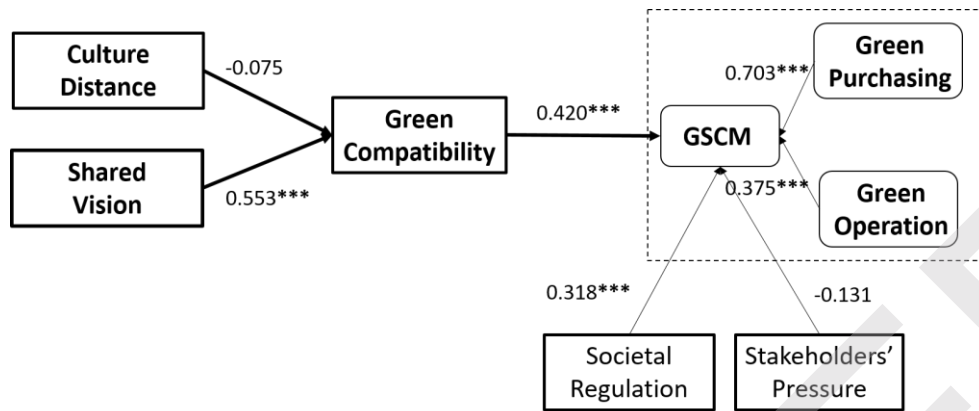 Culture
Distance
-0.075
Shared
Vision
0.553***
Green
Compatibility
0.420***
GSCM
0.703***
Green
Purchasing
0.375***
Green
Operation
0.318***
-0.131
Societal
Regulation
Stakeholders'
Pressure